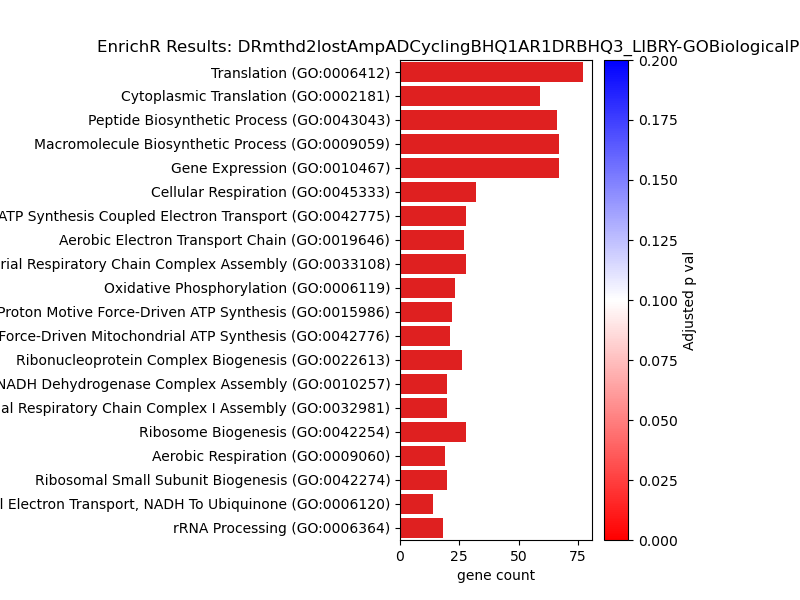 EnrichR Results: DRmthd2lostAmpADCyclingBHQ1AR1DRBHQ3_LIBRY-GOBiologicalP
Translation (GO:0006412)
Cytoplasmic Translation (GO:0002181)
Peptide Biosynthetic Process (GO:0043043)
Macromolecule Biosynthetic Process (GO:0009059)
Gene Expression (GO:0010467)
Cellular Respiration (GO:0045333)
ATP Synthesis Coupled Electron Transport (GO:0042775)
Aerobic Electron Transport Chain (GO:0019646)
rial Respiratory Chain Complex Assembly (GO:0033108)
Oxidative Phosphorylation (GO:0006119)
Proton Motive Force-Driven ATP Synthesis (GO:0015986)
Force-Driven Mitochondrial ATP Synthesis (GO:0042776)
Ribonucleoprotein Complex Biogenesis (GO:0022613)
NADH Dehydrogenase Complex Assembly (GO:0010257)
al Respiratory Chain Complex I Assembly (GO:0032981)
Ribosome Biogenesis (GO:0042254)
Aerobic Respiration (GO:0009060)
Ribosomal Small Subunit Biogenesis (GO:0042274)
l Electron Transport, NADH To Ubiquinone (GO:0006120)
rRNA Processing (GO:0006364)
0 25 50 75
gene count
0.200
0.175
0.150
0.125
0.100
0.075
0.050
0.025
0.000
Adjusted p val